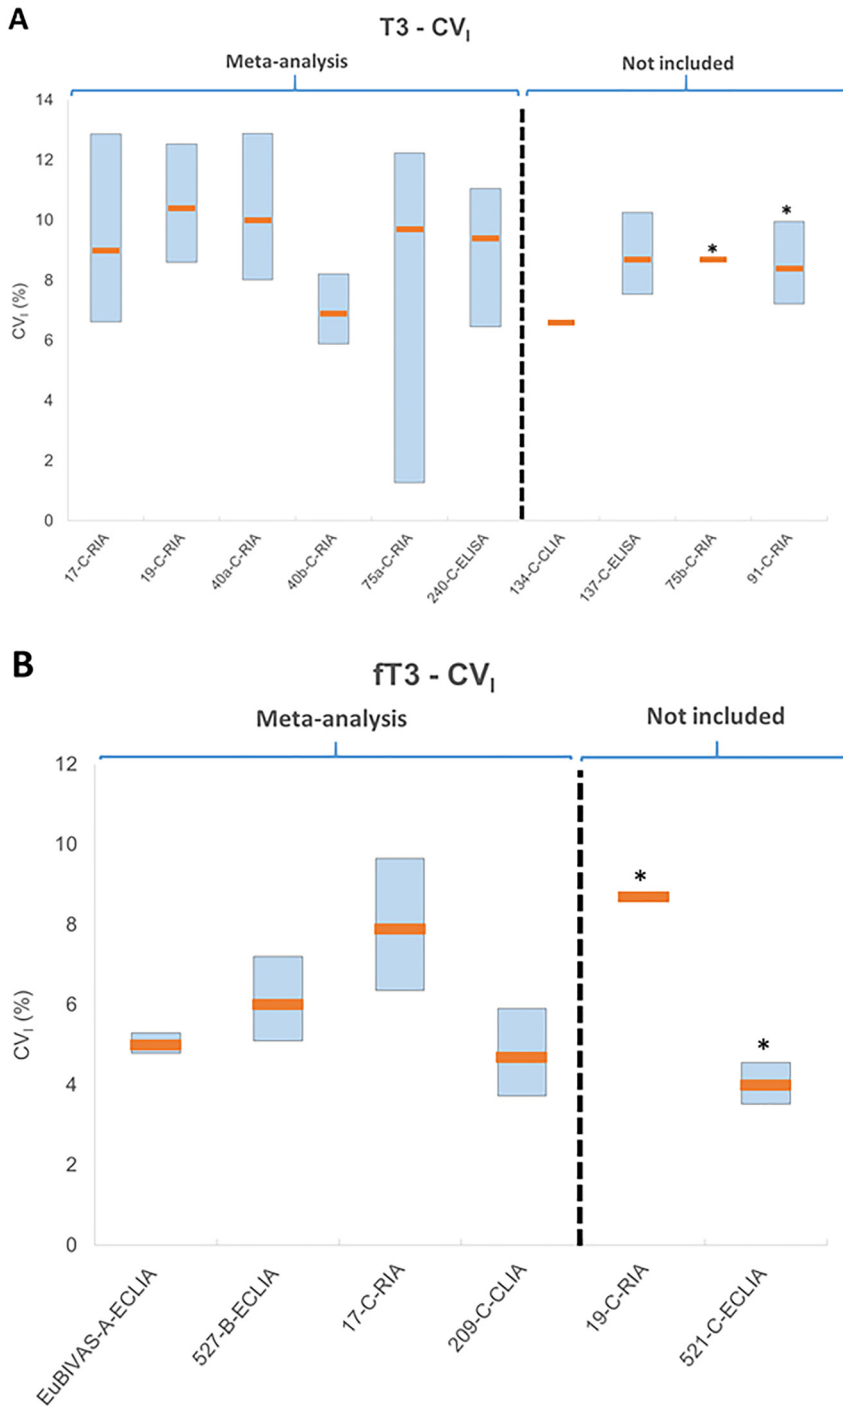 A
T3 - CVI
Meta-analysis
Not included
14
12
10
8
6
4
2
0
CVI (%)
*
*
17-C-RIA
19-C-RIA
40a-C-RIA
40b-C-RIA
75a-C-RIA
240-C-ELISA
134-C-CLIA
137-C-ELISA
75b-C-RIA
91-C-RIA
B
fT3 - CVI
Meta-analysis
Not included
12
10
8
6
4
2
0
CVI (%)
*
*
EuBIVAS-A-ECLIA
527-B-ECLIA
17-C-RIA
209-C-CLIA
19-C-RIA
521-C-ECLIA